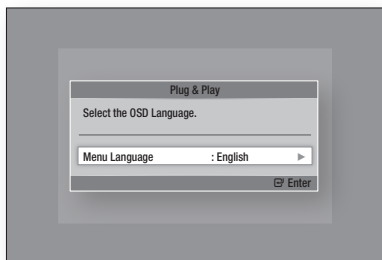 Plug & Play
Select the OSD Language.
Menu Language : English ►
Enter